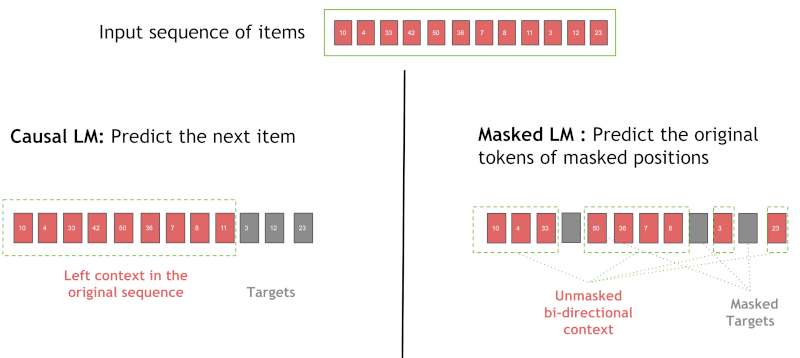 Input sequence of items
10 4 33 42 50 36 7 8 11 3 12 23
Causal LM: Predict the next item
Masked LM : Predict the original
tokens of masked positions
10 4 33 42 50 36 7 8 11 3 12 23
10 4 33 50 36 7 8 3 23
Left context in the
original sequence
Targets
Unmasked
bi-directional
context
Masked
Targets